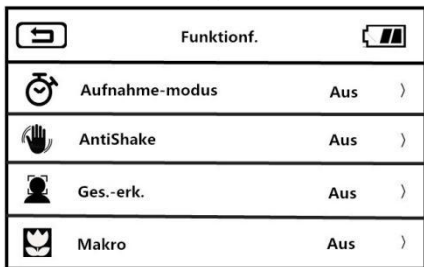 Funktionf.
Aufnahme-modus Aus
AntiShake Aus
Ges.-erk. Aus
Makro Aus